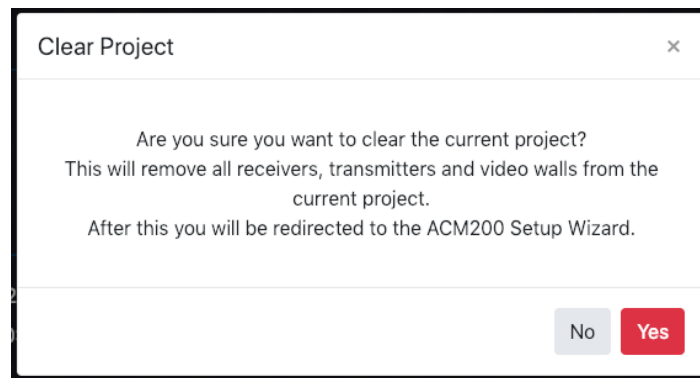 Clear Project
×
Are you sure you want to clear the current project?
This will remove all receivers, transmitters and video walls from the
current project.
After this you will be redirected to the ACM200 Setup Wizard.
No
Yes